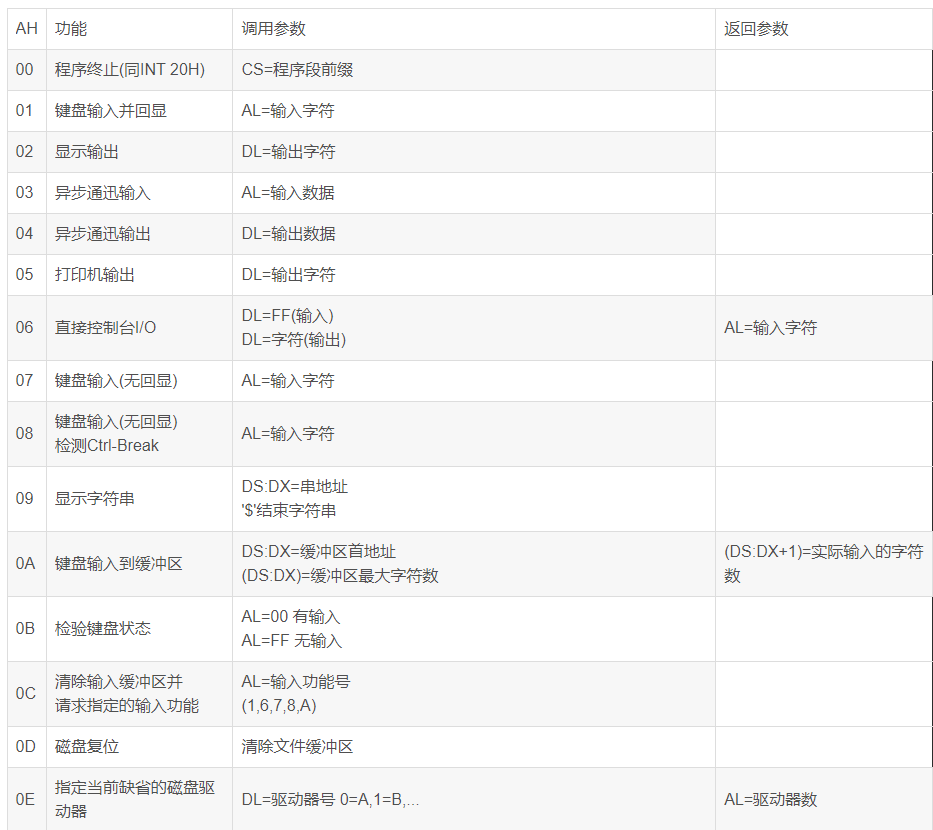 AH 功能 调用参数 返回参数
00 程序终止(同INT 20H) CS=程序段前缀
01 键盘输入并回显 AL=输入字符
02 显示输出 DL=输出字符
03 异步通迅输入 AL=输入数据
04 异步通迅输出 DL=输出数据
05 打印机输出 DL=输出字符
06 直接控制台I/O DL=FF(输入)
DL=字符(输出) AL=输入字符
07 键盘输入(无回显) AL=输入字符
08 键盘输入(无回显)
检测Ctrl-Break AL=输入字符
09 显示字符串 DS:DX=串地址
'$'结束字符串
0A 键盘输入到缓冲区 DS:DX=缓冲区首地址
(DS:DX)=缓冲区最大字符数 (DS:DX+1)=实际输入的字符
数
0B 检验键盘状态 AL=00 有输入
AL=FF 无输入
0C 清除输入缓冲区并
请求指定的输入功能 AL=输入功能号
(1,6,7,8,A)
0D 磁盘复位 清除文件缓冲区
0E 指定当前缺省的磁盘驱
动器 DL=驱动器号 0=A,1=B,... AL=驱动器数